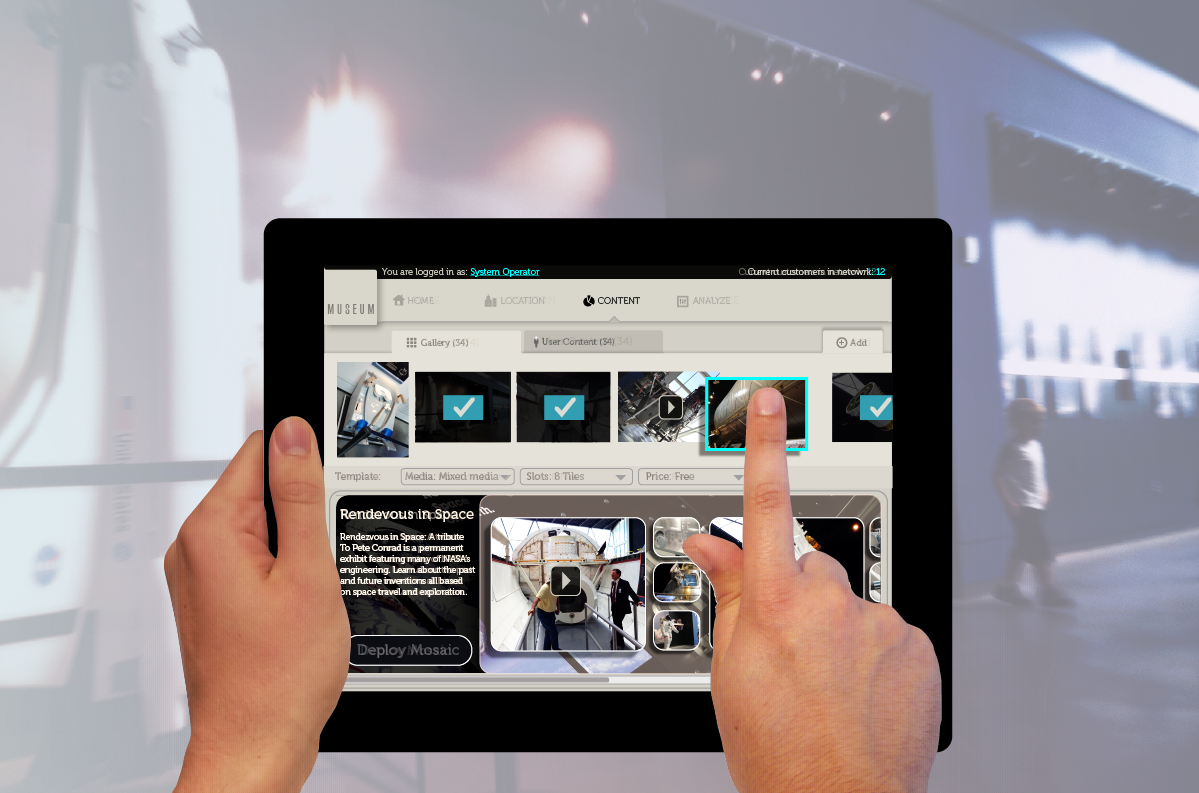 You are logged in as: System Operator
Current customers in network: 12
MUSEUM
HOME
LOCATION
CONTENT
ANALYZE
Gallery (34)
User Content (34)
Add
Template:
Media: Mixed media
Slots: 8 Tiles
Price: Free
Rendevous in Space
Rendezvous in Space: A tribute
To Pete Conrad is a permanent
exhibit featuring many of NASA's
engineering. Learn about the past
and future inventions all based
on space travel and exploration.
Deploy Mosaic
United States